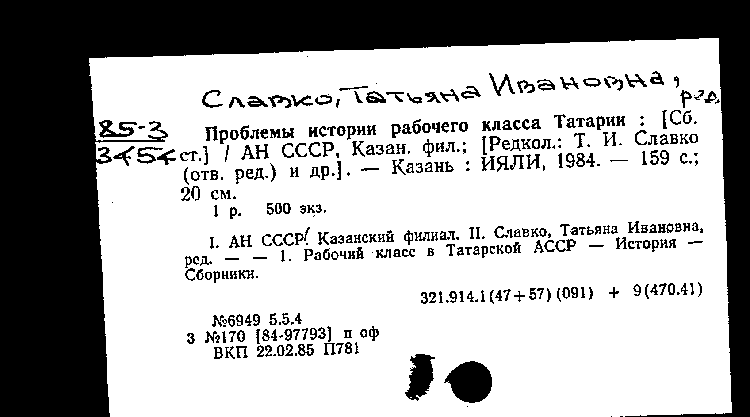 Славко, Татьяна Ивановна,
ред.
85-3
3454
Проблемы истории рабочего класса Татарии : [Сб.
ст.] / АН СССР, Казан. фил.; [Редкол.: Т. И. Славко
(отв. ред.) и др.]. — Казань : ИЯЛИ, 1984. — 159 с.;
20 см.
1 р. 500 экз.
I. АН СССР. Казанский филиал. II. Славко, Татьяна Ивановна,
ред. — — 1. Рабочий класс в Татарской АССР — История —
Сборники.
321.914.1(47+57)(091) + 9(470.41)
№6949 5.5.4
3 №170 [84-97793] п оф
ВКП 22.02.85 П781